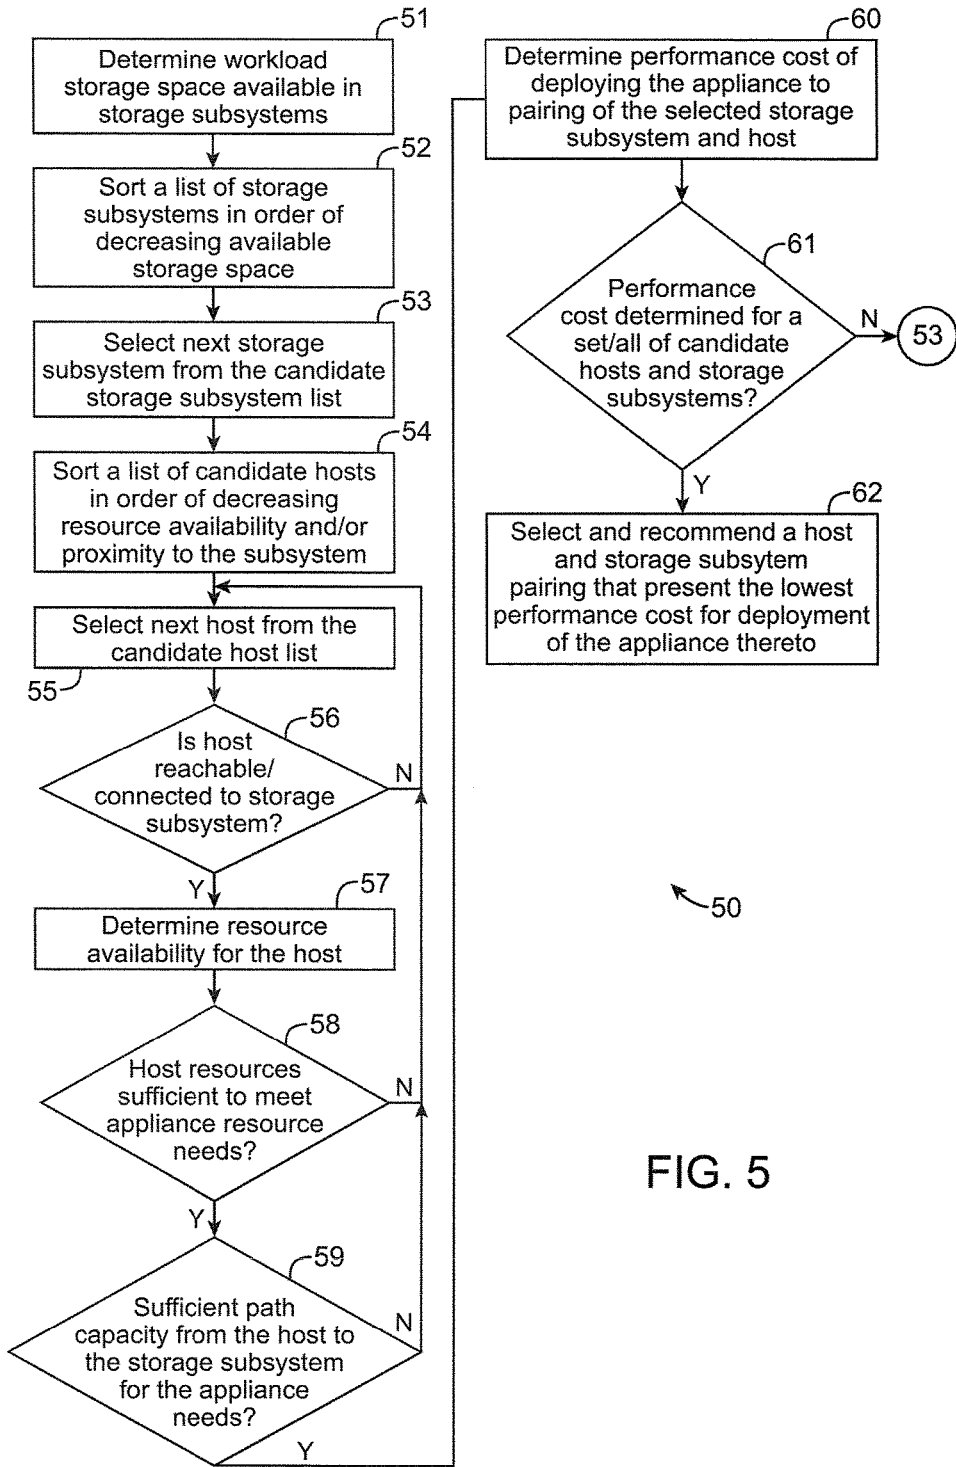 51
Determine workload
storage space available in
storage subsystems
52
Sort a list of storage
subsystems in order of
decreasing available
storage space
53
Select next storage
subsystem from the candidate
storage subsystem list
54
Sort a list of candidate hosts
in order of decreasing
resource availability and/or
proximity to the subsystem
Select next host from the
candidate host list
55
56
Is host
reachable/
connected to storage
subsystem?
N
Y
57
Determine resource
availability for the host
58
Host resources
sufficient to meet
appliance resource
needs?
N
Y
59
Sufficient path
capacity from the host to
the storage subsystem
for the appliance
needs?
N
Y
60
Determine performance cost of
deploying the appliance to
pairing of the selected storage
subsystem and host
61
Performance
cost determined for a
set/all of candidate
hosts and storage
subsystems?
N
53
Y
62
Select and recommend a host
and storage subsytem
pairing that present the lowest
performance cost for deployment
of the appliance thereto
50
FIG. 5